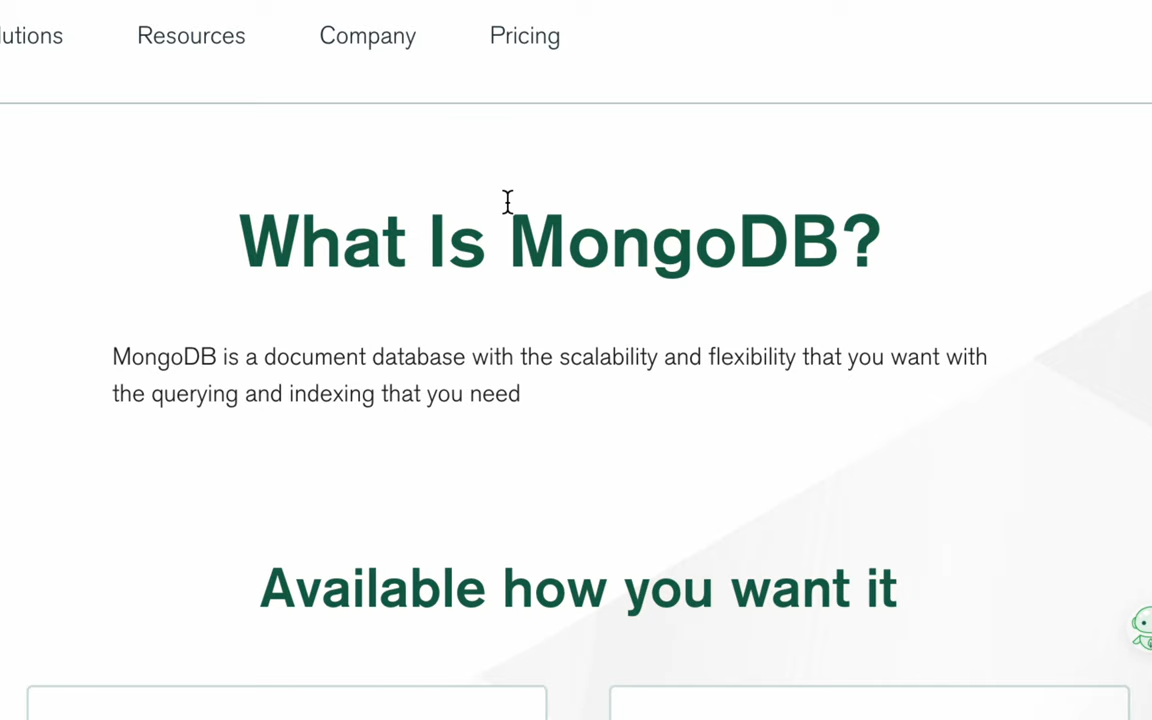 lutions Resources Company Pricing
What Is MongoDB?
MongoDB is a document database with the scalability and flexibility that you want with
the querying and indexing that you need
Available how you want it